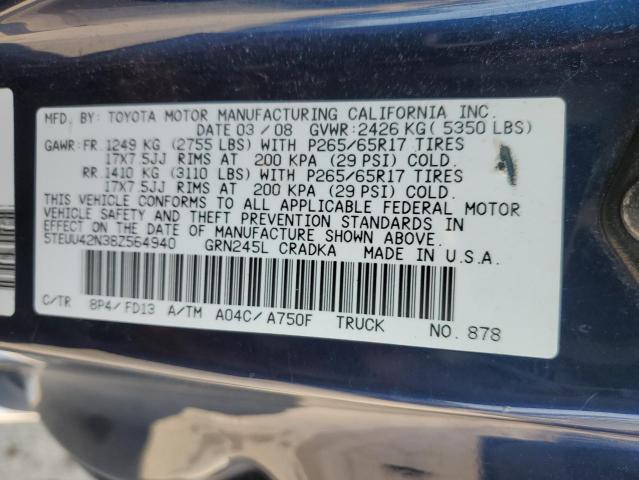 MFD. BY: TOYOTA MOTOR MANUFACTURING CALIFORNIA INC.
DATE 03/08 GVWR: 2426 KG( 5350 LBS)
GAWR: FR. 1249 KG (2755 LBS) WITH P265/65R17 TIRES
17X7.5JJ RIMS AT 200 KPA (29 PSI) COLD.
RR. 1410 KG (3110 LBS) WITH P265/65R17 TIRES
17X7.5JJ RIMS AT 200 KPA (29 PSI) COLD.
THIS VEHICLE CONFORMS TO ALL APPLICABLE FEDERAL MOTOR
VEHICLE SAFETY AND THEFT PREVENTION STANDARDS IN
EFFECT ON THE DATE OF MANUFACTURE SHOWN ABOVE.
5TEUU42N38Z564940 GRN245L CRADKA MADE IN U.S.A.
C/TR 8P4/FD13 A/TM A04C/A750F TRUCK NO. 878